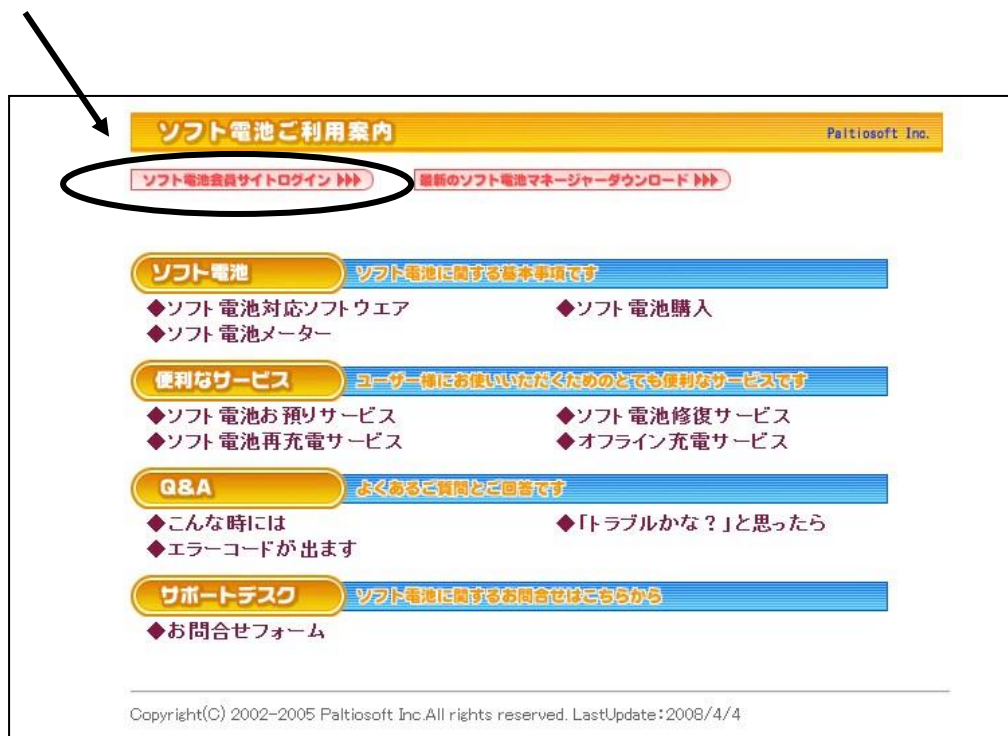 ソフト電池ご利用案内 Paltiosoft Inc.
ソフト電池会員サイトログイン 最新のソフト電池マネージャーダウンロード
ソフト電池 ソフト電池に関する基本事項です
◆ソフト電池対応ソフトウエア ◆ソフト電池購入
◆ソフト電池メーター
便利なサービス ユーザー様にお使いいただくためのとても便利なサービスです
◆ソフト電池お預りサービス ◆ソフト電池修復サービス
◆ソフト電池再充電サービス ◆オフライン充電サービス
Q&A よくあるご質問とご回答です
◆こんな時には ◆「トラブルかな？」と思ったら
◆エラーコードが出ます
サポートデスク ソフト電池に関するお問合せはこちらから
◆お問合せフォーム
Copyright(C) 2002-2005 Paltiosoft Inc.All rights reserved. LastUpdate:2008/4/4